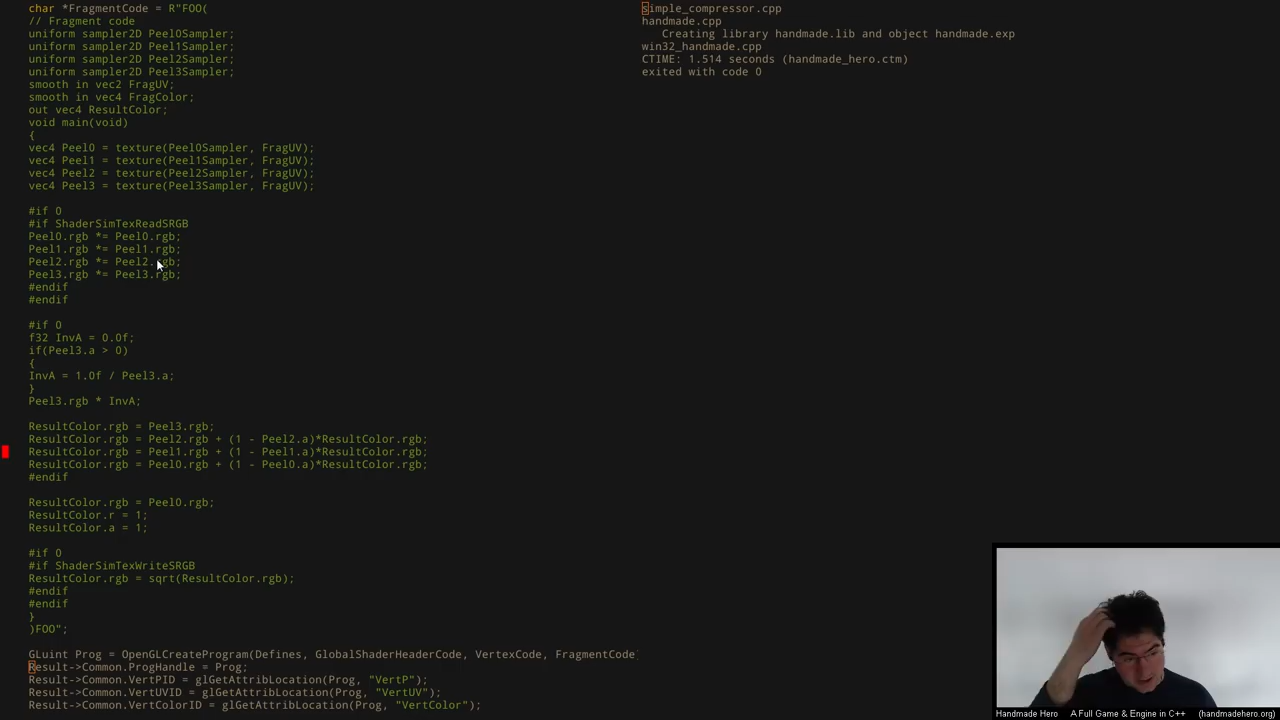 char *FragmentCode = R"FOO(
// Fragment code
uniform sampler2D Peel0Sampler;
uniform sampler2D Peel1Sampler;
uniform sampler2D Peel2Sampler;
uniform sampler2D Peel3Sampler;
smooth in vec2 FragUV;
smooth in vec4 FragColor;
out vec4 ResultColor;
void main(void)
{
vec4 Peel0 = texture(Peel0Sampler, FragUV);
vec4 Peel1 = texture(Peel1Sampler, FragUV);
vec4 Peel2 = texture(Peel2Sampler, FragUV);
vec4 Peel3 = texture(Peel3Sampler, FragUV);
#if 0
#if ShaderSimTexReadSRGB
Peel0.rgb *= Peel0.rgb;
Peel1.rgb *= Peel1.rgb;
Peel2.rgb *= Peel2.rgb;
Peel3.rgb *= Peel3.rgb;
#endif
#endif
#if 0
f32 InvA = 0.0f;
if(Peel3.a > 0)
{
InvA = 1.0f / Peel3.a;
}
Peel3.rgb * InvA;
ResultColor.rgb = Peel3.rgb;
ResultColor.rgb = Peel2.rgb + (1 - Peel2.a)*ResultColor.rgb;
ResultColor.rgb = Peel1.rgb + (1 - Peel1.a)*ResultColor.rgb;
ResultColor.rgb = Peel0.rgb + (1 - Peel0.a)*ResultColor.rgb;
#endif
ResultColor.rgb = Peel0.rgb;
ResultColor.r = 1;
ResultColor.a = 1;
#if 0
#if ShaderSimTexWriteSRGB
ResultColor.rgb = sqrt(ResultColor.rgb);
#endif
#endif
}
)FOO";
GLuint Prog = OpenGLCreateProgram(Defines, GlobalShaderHeaderCode, VertexCode, FragmentCode
Result->Common.ProgHandle = Prog;
Result->Common.VertPID = glGetAttribLocation(Prog, "VertP");
Result->Common.VertUVID = glGetAttribLocation(Prog, "VertUV");
Result->Common.VertColorID = glGetAttribLocation(Prog, "VertColor");
simple_compressor.cpp
handmade.cpp
Creating library handmade.lib and object handmade.exp
win32_handmade.cpp
CTIME: 1.514 seconds (handmade_hero.ctm)
exited with code 0
Handmade Hero A Full Game & Engine in C++ (handmadehero.org)